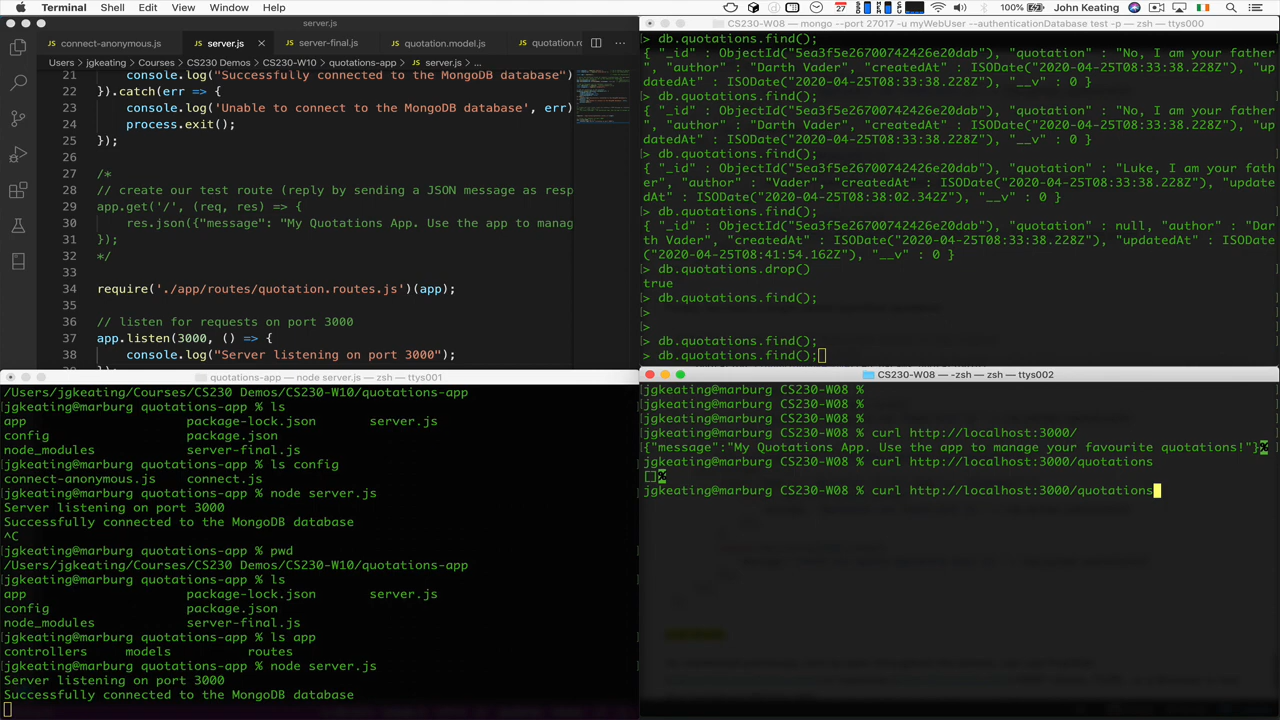 Terminal Shell Edit View Window Help 27 100% John Keating
server.js
connect-anonymous.js server.js server-final.js quotation.model.js quotation.ro
Users > jgkeating > Courses > CS230 Demos > CS230-W10 > quotations-app > server.js > ...
21 console.log("Successfully connected to the MongoDB database")
22 }).catch(err => {
23 console.log('Unable to connect to the MongoDB database', err)
24 process.exit();
25 });
26
27 /*
28 // create our test route (reply by sending a JSON message as resp
29 app.get('/', (req, res) => {
30 res.json({"message": "My Quotations App. Use the app to manag
31 });
32 */
33
34 require('./app/routes/quotation.routes.js')(app);
35
36 // listen for requests on port 3000
37 app.listen(3000, () => {
38 console.log("Server listening on port 3000");
CS230-W08 — mongo --port 27017 -u myWebUser --authenticationDatabase test -p — ttys000
> db.quotations.find();
{ "_id" : ObjectId("5ea3f5e26700742426e20dab"), "quotation" : "No, I am your father
", "author" : "Darth Vader", "createdAt" : ISODate("2020-04-25T08:33:38.228Z"), "up
datedAt" : ISODate("2020-04-25T08:33:38.228Z"), "__v" : 0 }
> db.quotations.find();
{ "_id" : ObjectId("5ea3f5e26700742426e20dab"), "quotation" : "No, I am your father
", "author" : "Darth Vader", "createdAt" : ISODate("2020-04-25T08:33:38.228Z"), "up
datedAt" : ISODate("2020-04-25T08:33:38.228Z"), "__v" : 0 }
> db.quotations.find();
{ "_id" : ObjectId("5ea3f5e26700742426e20dab"), "quotation" : "Luke, I am your fath
er", "author" : "Vader", "createdAt" : ISODate("2020-04-25T08:33:38.228Z"), "update
dAt" : ISODate("2020-04-25T08:38:02.342Z"), "__v" : 0 }
> db.quotations.find();
{ "_id" : ObjectId("5ea3f5e26700742426e20dab"), "quotation" : null, "author" : "Dar
th Vader", "createdAt" : ISODate("2020-04-25T08:33:38.228Z"), "updatedAt" : ISODate
("2020-04-25T08:41:54.162Z"), "__v" : 0 }
> db.quotations.drop()
true
> db.quotations.find();
>
>
> db.quotations.find();
> db.quotations.find();
quotations-app — node server.js — zsh — ttys001
/Users/jgkeating/Courses/CS230 Demos/CS230-W10/quotations-app
jgkeating@marburg quotations-app % ls
app package-lock.json server.js
config package.json
node_modules server-final.js
jgkeating@marburg quotations-app % ls config
connect-anonymous.js connect.js
jgkeating@marburg quotations-app % node server.js
Server listening on port 3000
Successfully connected to the MongoDB database
^C
jgkeating@marburg quotations-app % pwd
/Users/jgkeating/Courses/CS230 Demos/CS230-W10/quotations-app
jgkeating@marburg quotations-app % ls
app package-lock.json server.js
config package.json
node_modules server-final.js
jgkeating@marburg quotations-app % ls app
controllers models routes
jgkeating@marburg quotations-app % node server.js
Server listening on port 3000
Successfully connected to the MongoDB database
CS230-W08 — -zsh — zsh — ttys002
jgkeating@marburg CS230-W08 %
jgkeating@marburg CS230-W08 %
jgkeating@marburg CS230-W08 %
jgkeating@marburg CS230-W08 % curl http://localhost:3000/
{"message":"My Quotations App. Use the app to manage your favourite quotations!"}%
jgkeating@marburg CS230-W08 % curl http://localhost:3000/quotations
[]%
jgkeating@marburg CS230-W08 % curl http://localhost:3000/quotations